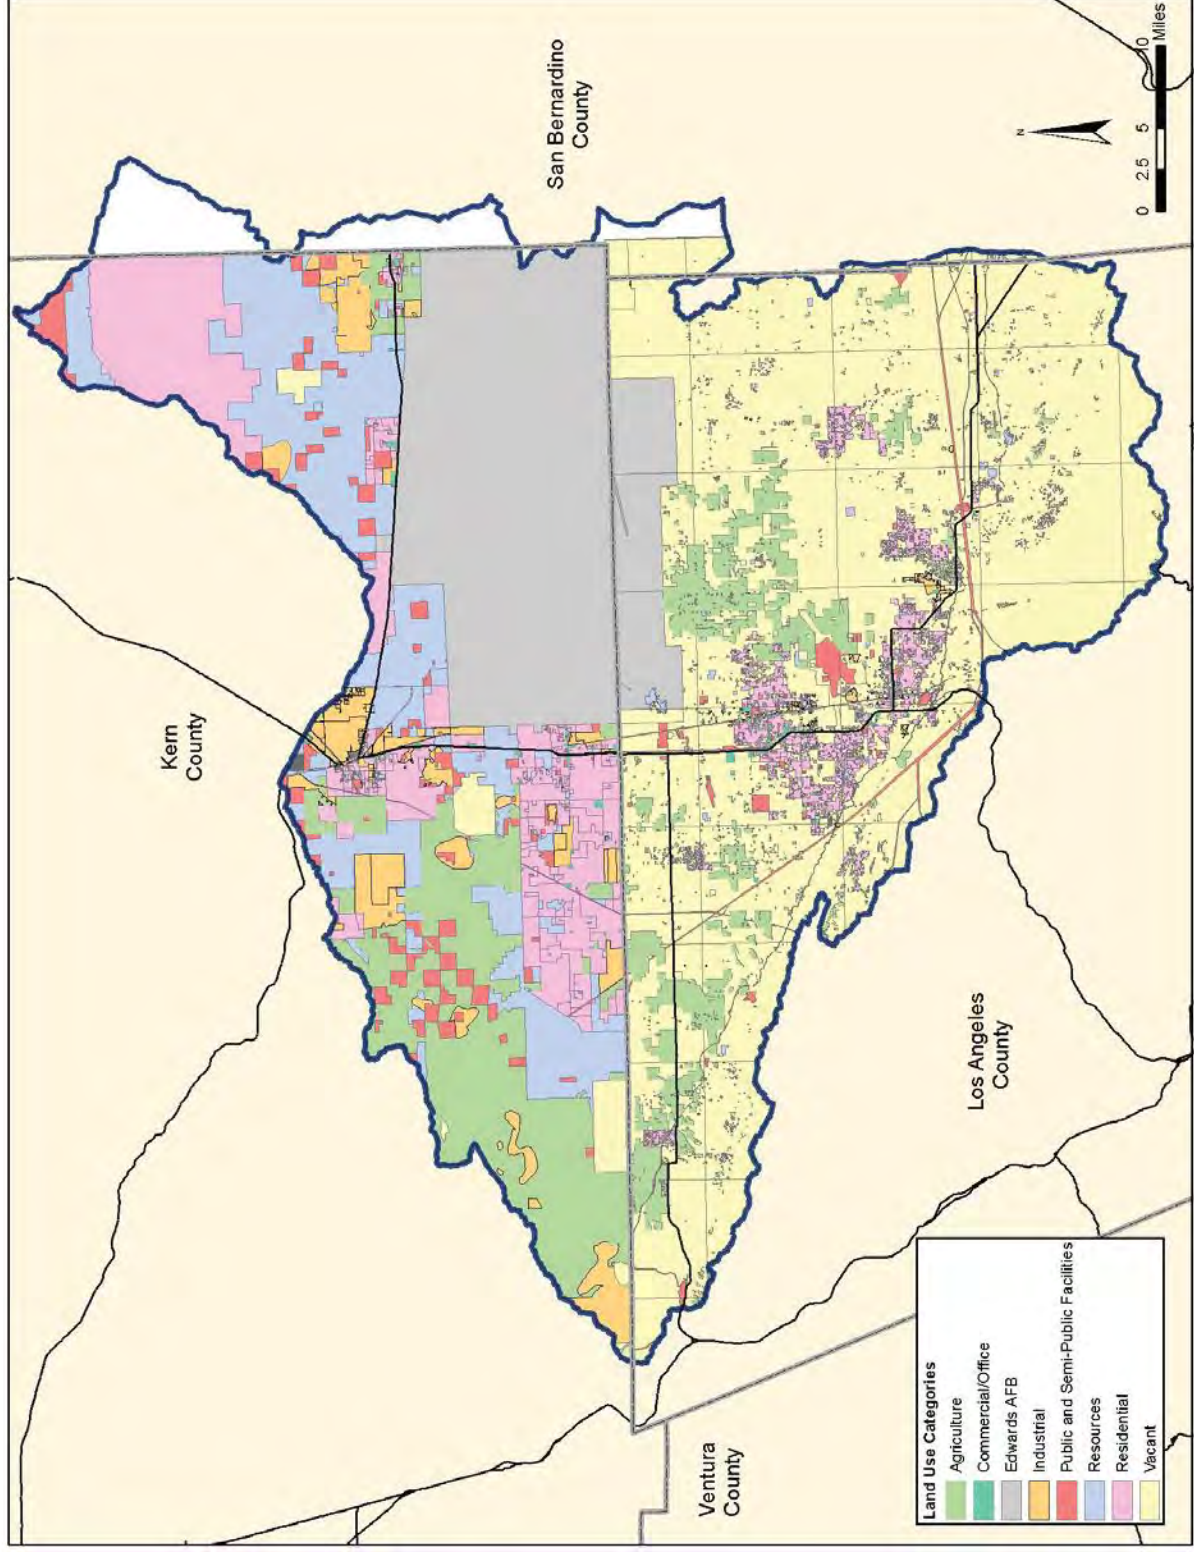 San Bernardino
County
Kern
County
Los Angeles
County
Ventura
County
N
0 2.5 5 10
Miles
Land Use Categories
Agriculture
Commercial/Office
Edwards AFB
Industrial
Public and Semi-Public Facilities
Resources
Residential
Vacant